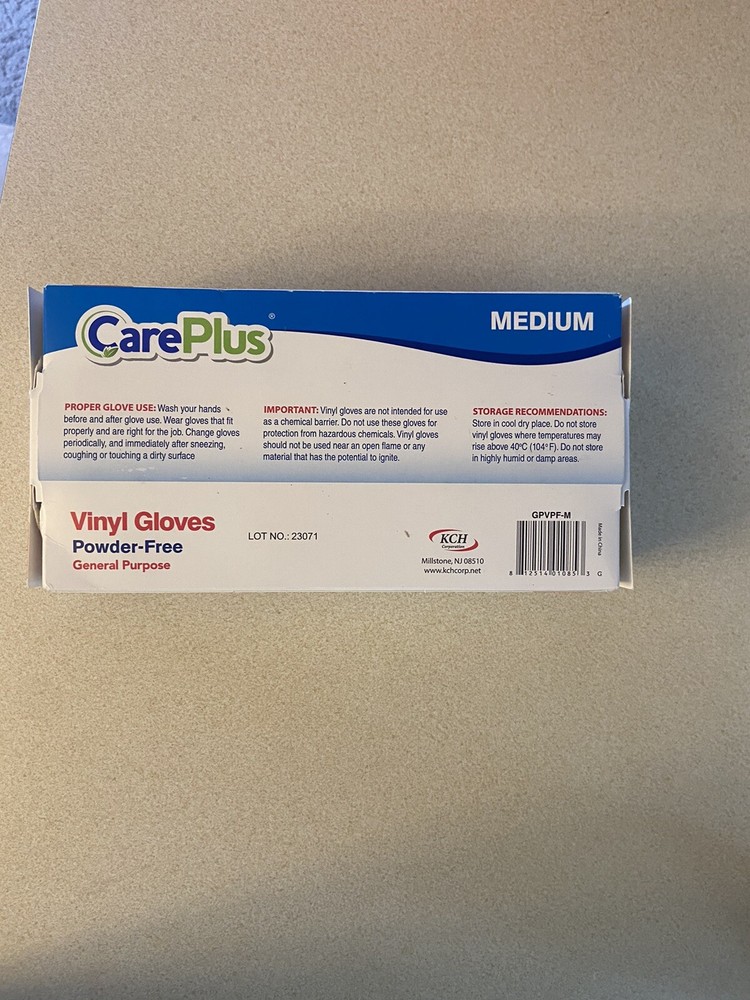 CarePlus®
MEDIUM
PROPER GLOVE USE: Wash your hands
before and after glove use. Wear gloves that fit
properly and are right for the job. Change gloves
periodically, and immediately after sneezing,
coughing or touching a dirty surface
IMPORTANT: Vinyl gloves are not intended for use
as a chemical barrier. Do not use these gloves for
protection from hazardous chemicals. Vinyl gloves
should not be used near an open flame or any
material that has the potential to ignite.
STORAGE RECOMMENDATIONS:
Store in cool dry place. Do not store
vinyl gloves where temperatures may
rise above 40ºC (104°F). Do not store
in highly humid or damp areas.
Vinyl Gloves
Powder-Free
General Purpose
LOT NO.: 23071
KCH
Corporation
Millstone, NJ 08510
www.kchcorp.net
GPVPF-M
8 12514 01085 3 G
Made in China